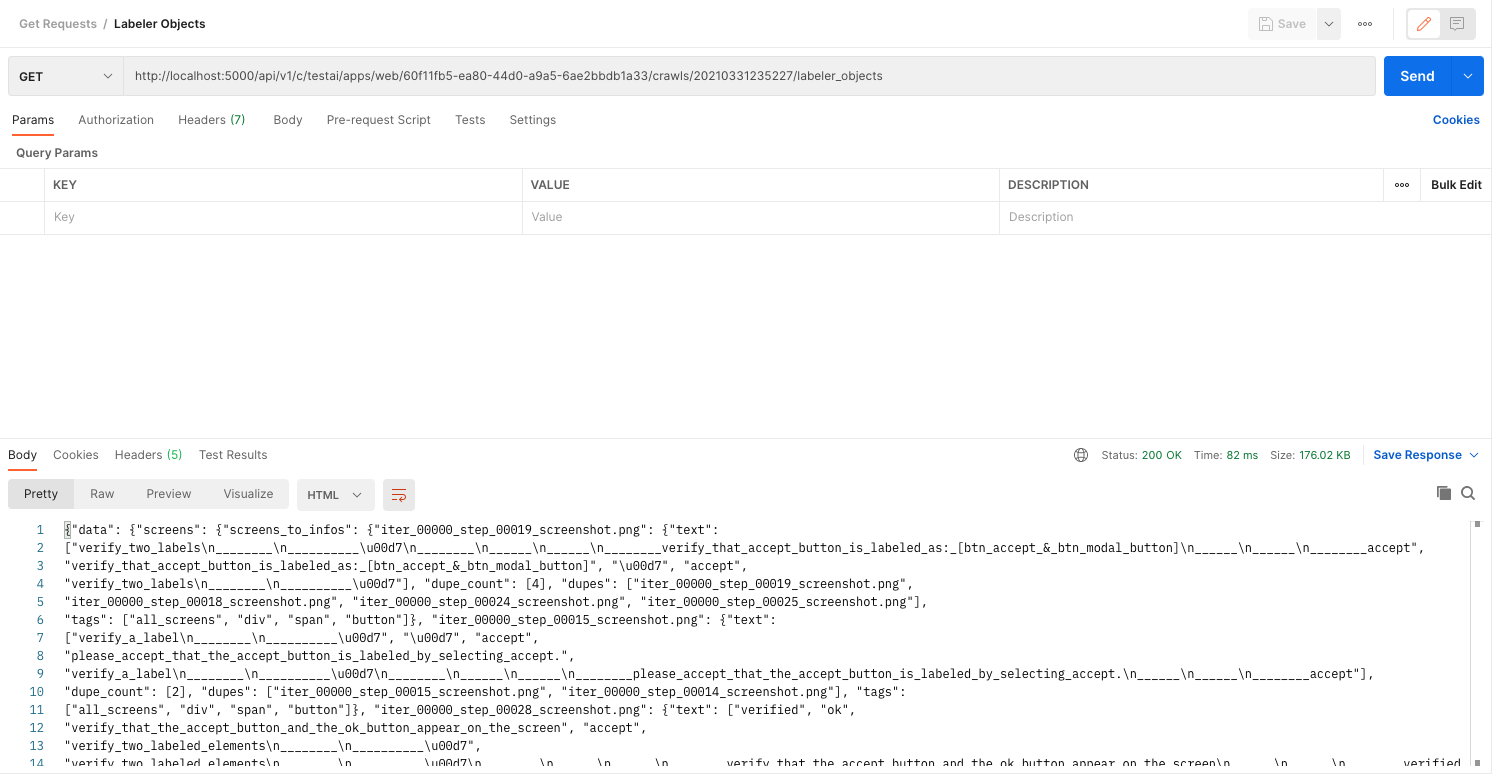 Get Requests / Labeler Objects
Save
GET
http://localhost:5000/api/v1/c/testai/apps/web/60f11fb5-ea80-44d0-a9a5-6ae2bbdb1a33/crawls/20210331235227/labeler_objects
Send
Params Authorization Headers (7) Body Pre-request Script Tests Settings Cookies
Query Params
KEY VALUE DESCRIPTION Bulk Edit
Key Value Description
Body Cookies Headers (5) Test Results Status: 200 OK Time: 82 ms Size: 176.02 KB Save Response
Pretty Raw Preview Visualize HTML
1 {"data": {"screens": {"screens_to_infos": {"iter_00000_step_00019_screenshot.png": {"text":
2 ["verify_two_labels\n________\n__________\u00d7\n________\n______\n______\n________verify_that_accept_button_is_labeled_as:_[btn_accept_&_btn_modal_button]\n______\n______\n________accept",
3 "verify_that_accept_button_is_labeled_as:_[btn_accept_&_btn_modal_button]", "\u00d7", "accept",
4 "verify_two_labels\n________\n__________\u00d7"], "dupe_count": [4], "dupes": ["iter_00000_step_00019_screenshot.png",
5 "iter_00000_step_00018_screenshot.png", "iter_00000_step_00024_screenshot.png", "iter_00000_step_00025_screenshot.png"],
6 "tags": ["all_screens", "div", "span", "button"]}, "iter_00000_step_00015_screenshot.png": {"text":
7 ["verify_a_label\n________\n__________\u00d7", "\u00d7", "accept",
8 "please_accept_that_the_accept_button_is_labeled_by_selecting_accept.",
9 "verify_a_label\n________\n__________\u00d7\n________\n______\n______\n________please_accept_that_the_accept_button_is_labeled_by_selecting_accept.\n______\n______\n________accept"],
10 "dupe_count": [2], "dupes": ["iter_00000_step_00015_screenshot.png", "iter_00000_step_00014_screenshot.png"], "tags":
11 ["all_screens", "div", "span", "button"]}, "iter_00000_step_00028_screenshot.png": {"text": ["verified", "ok",
12 "verify_that_the_accept_button_and_the_ok_button_appear_on_the_screen", "accept",
13 "verify_two_labeled_elements\n________\n__________\u00d7",
14 "verify_two_labeled_elements\n________\n__________\u00d7\n________\n______\n______\n________verify_that_the_accept_button_and_the_ok_button_appear_on_the_screen\n______\n______\n________verified